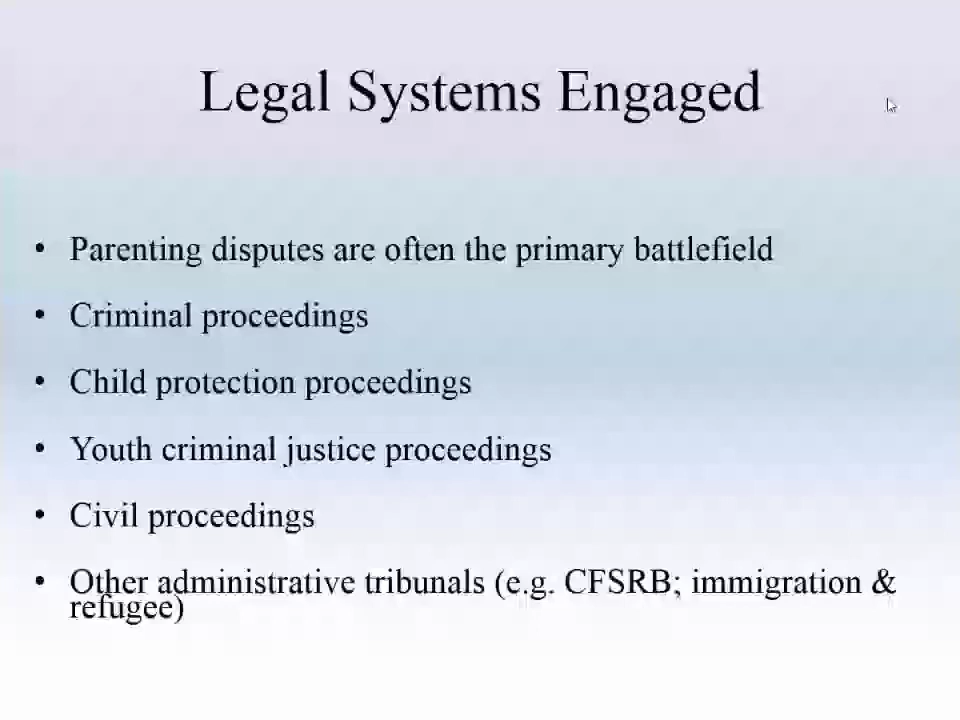 Legal Systems Engaged
• Parenting disputes are often the primary battlefield
• Criminal proceedings
• Child protection proceedings
• Youth criminal justice proceedings
• Civil proceedings
• Other administrative tribunals (e.g. CFSRB; immigration &
refugee)